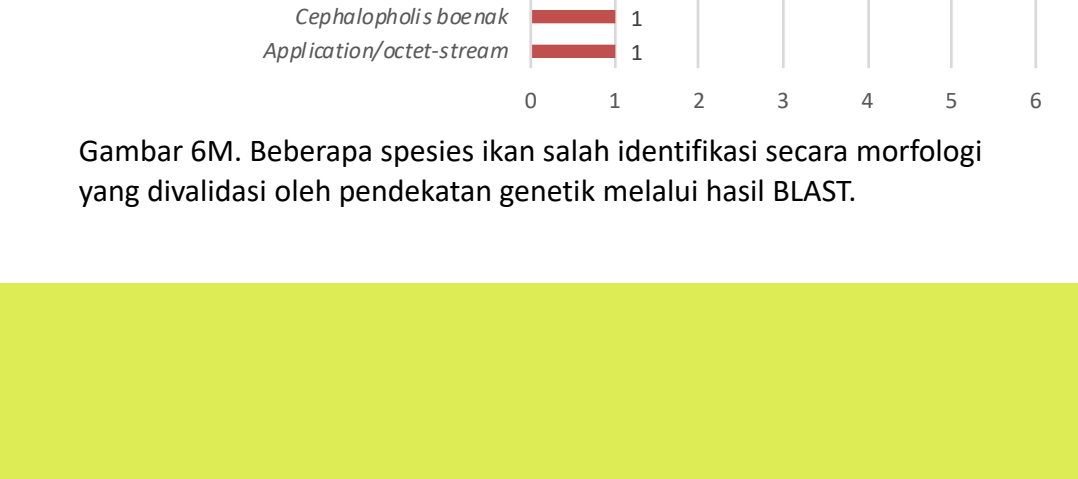 Cephalopholis boenak 1
Application/octet-stream 1
0 1 2 3 4 5 6
Gambar 6M. Beberapa spesies ikan salah identifikasi secara morfologi
yang divalidasi oleh pendekatan genetik melalui hasil BLAST.